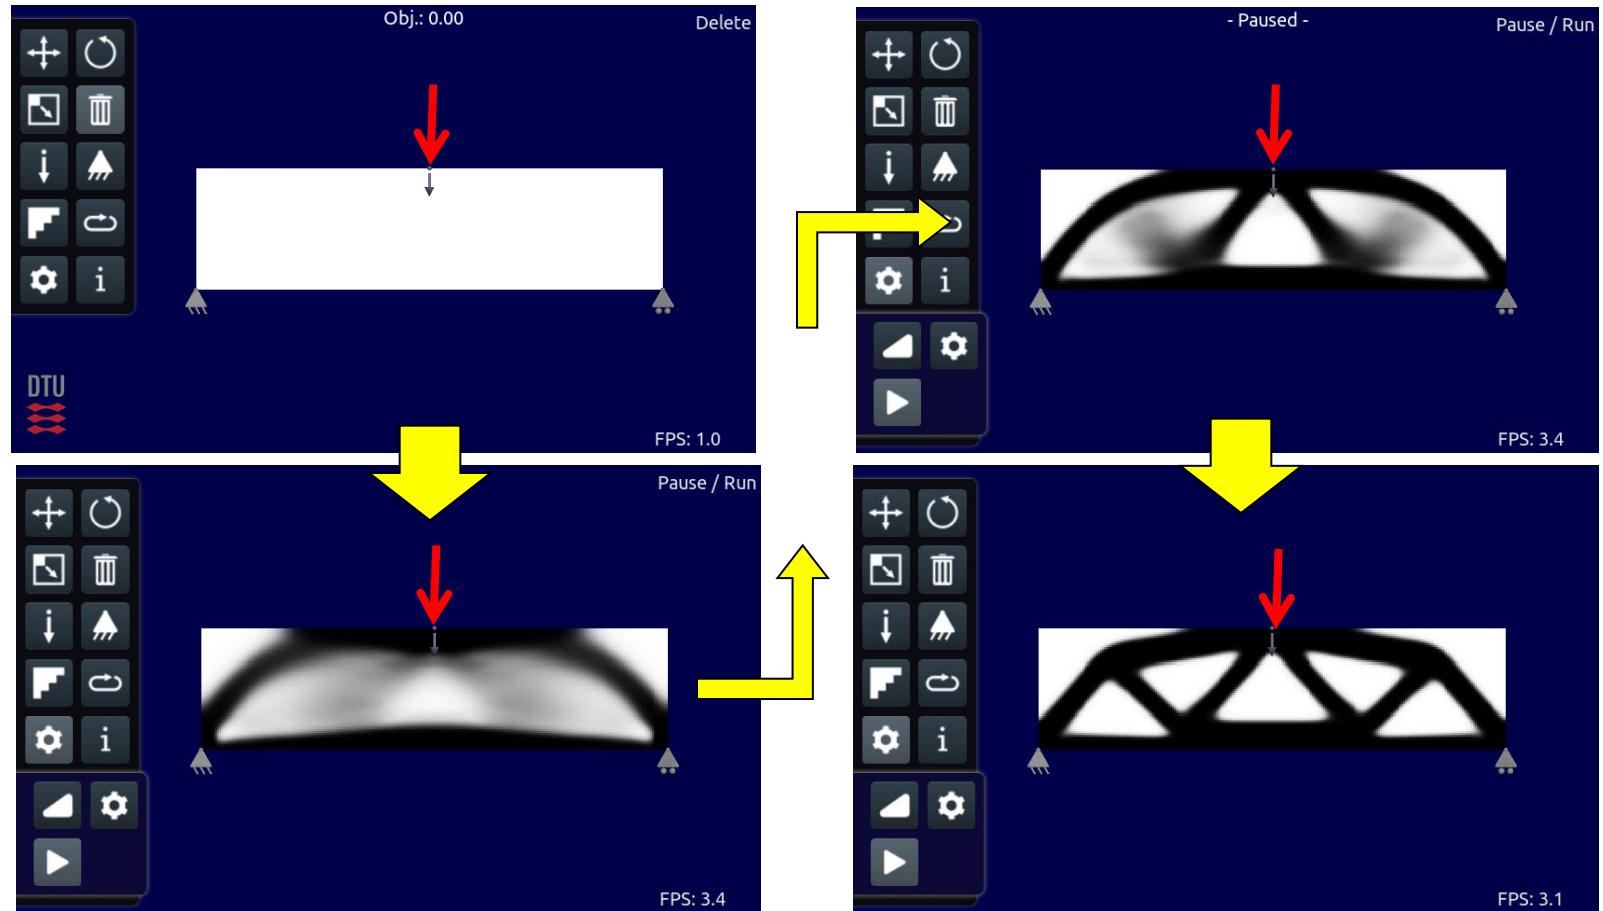 Obj.: 0.00
Delete
i
DTU
FPS: 1.0
- Paused -
Pause / Run
i
FPS: 3.4
Pause / Run
i
FPS: 3.4
i
FPS: 3.1